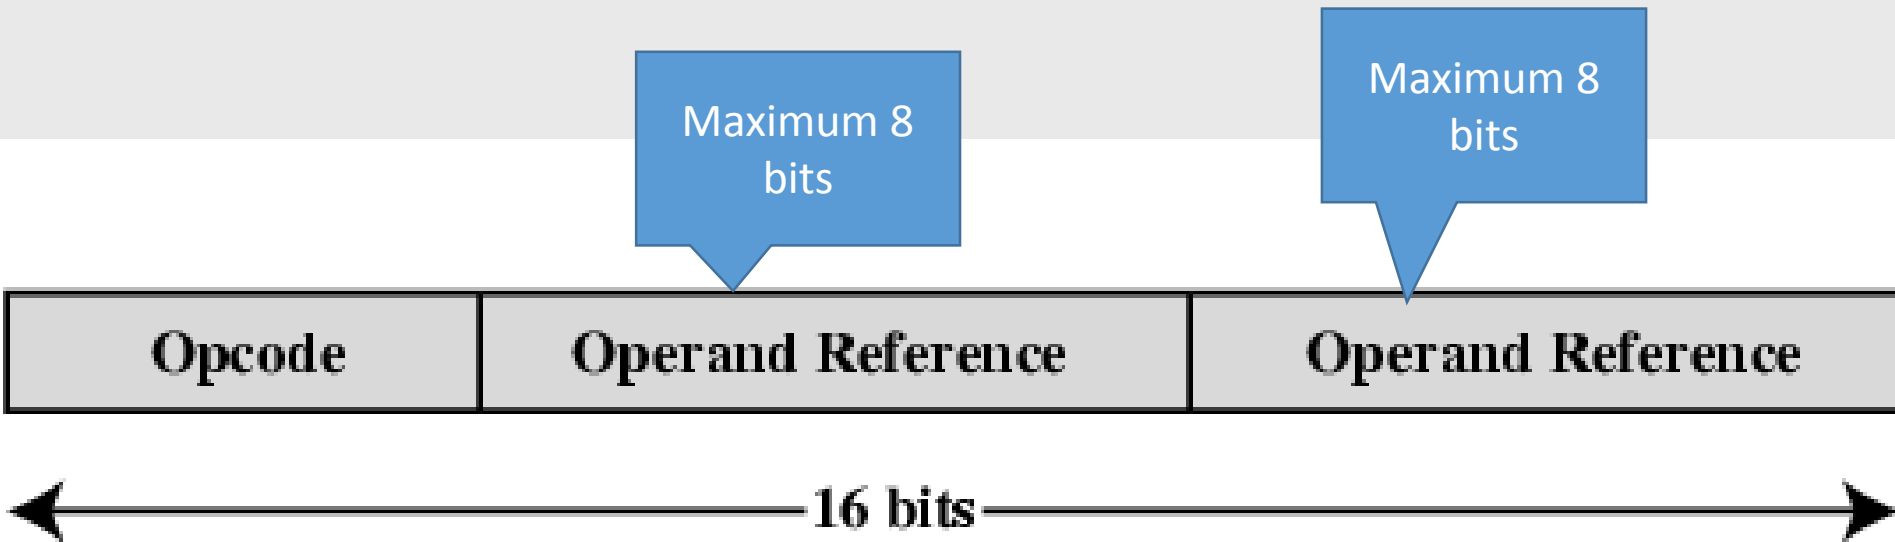 Maximum 8
bits
Maximum 8
bits
Opcode
Operand Reference
Operand Reference
16 bits